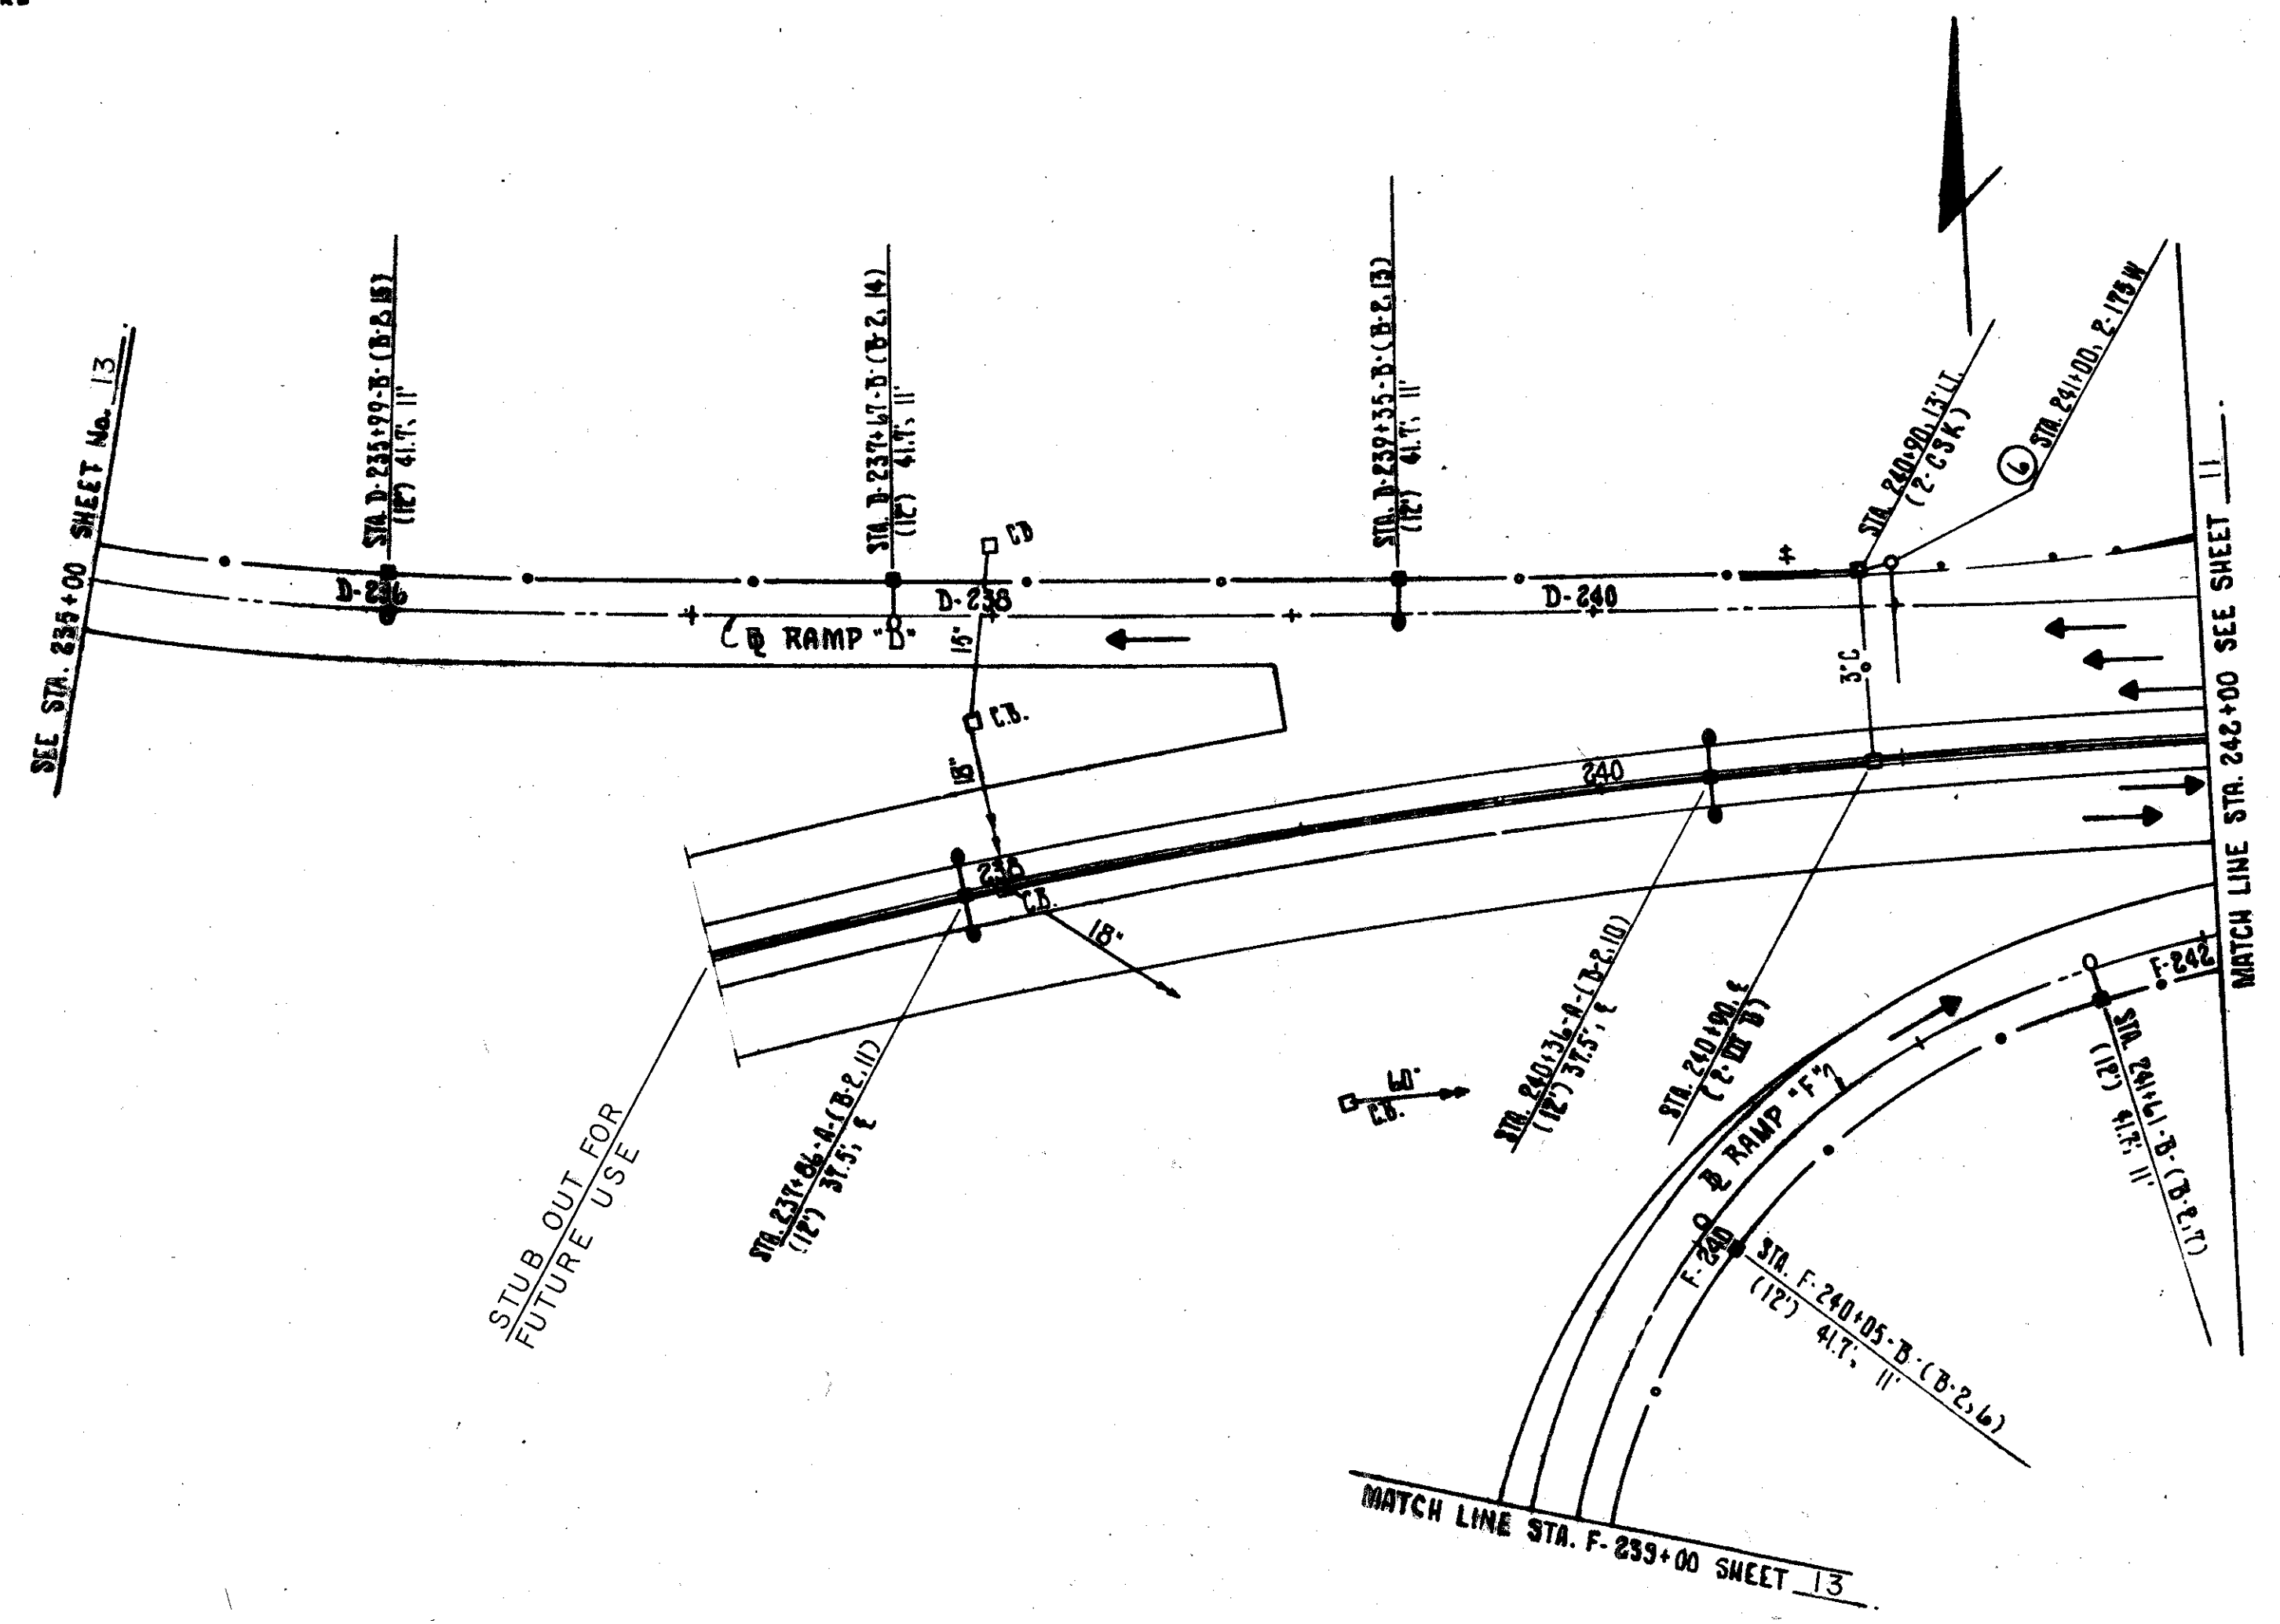 SEE STA. 235+00 SHEET No. 13
STA. D-235+99-B-(B-2,15)
(12') 41.7', 11'
STA. D-237+67-B-(B-2,14)
(12') 41.7', 11'
STA. D-239+35-B-(B-2,13)
(12') 41.7', 11'
STA. 240+90, 13' LT.
(2-CSK)
6 STA. 241+00, 2-175W
MATCH LINE STA. 242+00 SEE SHEET 11
D-236
D-238
D-240
RAMP "D"
CB
15"
C.B.
18"
3"C
240
238
C.B.
18"
STUB OUT FOR
FUTURE USE
STA. 237+86-A-(B-2,11)
(12') 37.5', ℄
STA. 240+36-A-(B-2,10)
(12') 37.5', ℄
STA. 240+90, ℄
(2-VII B)
60"
C.B.
RAMP "F"
F-240
F-242
STA. 241+61-B-(B-2,7)
(12') 41.7', 11'
STA. F-240+05-B-(B-2,6)
(12') 41.7', 11'
MATCH LINE STA. F-239+00 SHEET 13